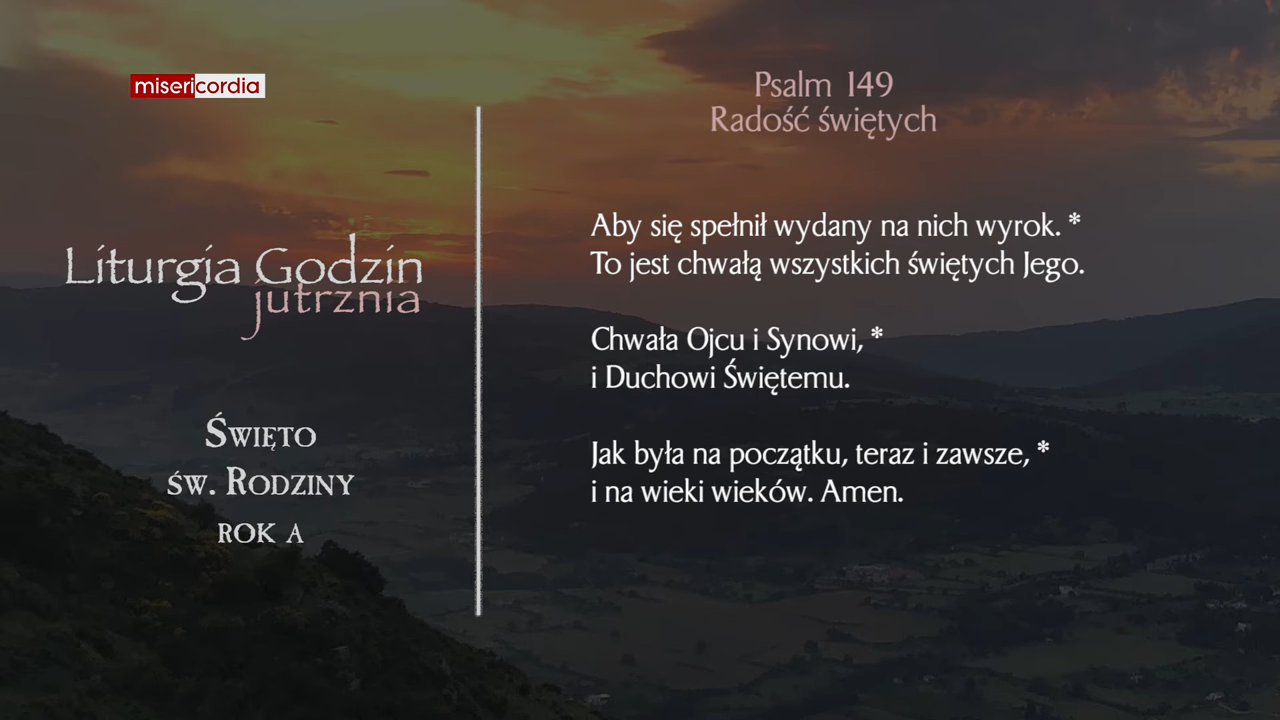 misericordia
Liturgia Godzin
jutrznia
Święto
św. Rodziny
rok A
Psalm 149
Radość świętych
Aby się spełnił wydany na nich wyrok. *
To jest chwałą wszystkich świętych Jego.
Chwała Ojcu i Synowi, *
i Duchowi Świętemu.
Jak była na początku, teraz i zawsze, *
i na wieki wieków. Amen.